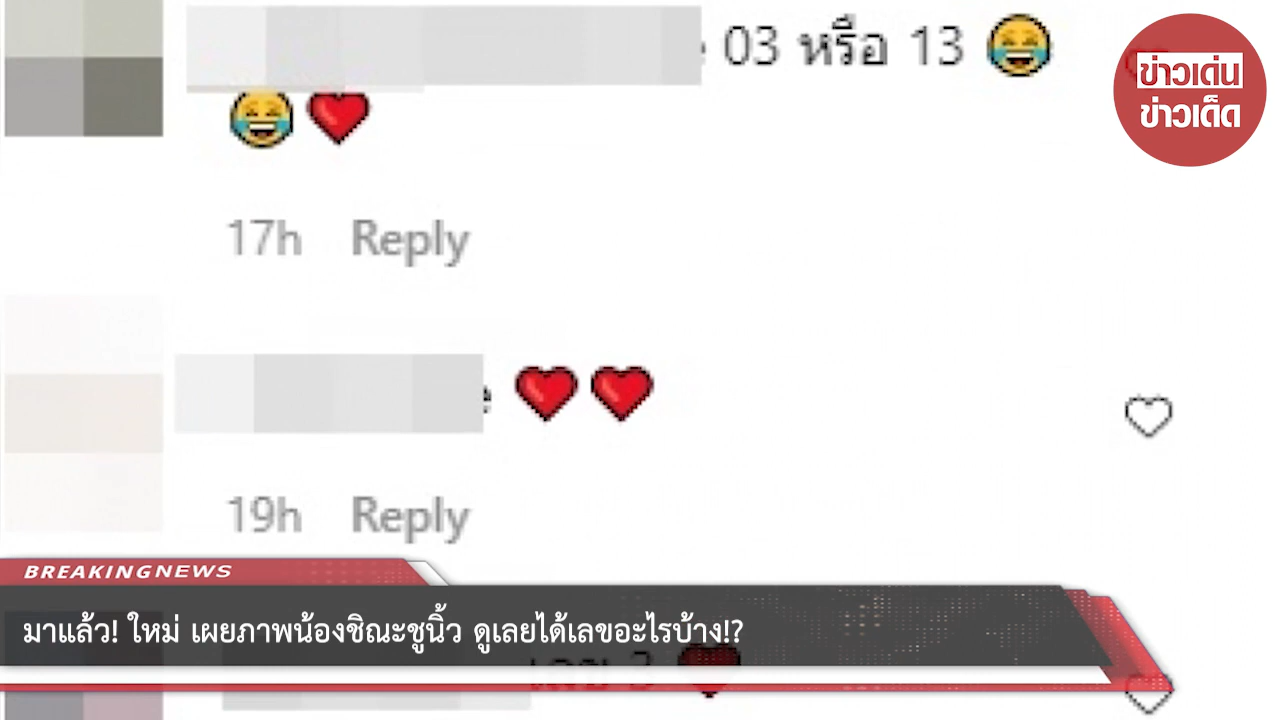 03 หรือ 13 😂
😂❤️
17h Reply
❤️❤️
19h Reply
ข่าวเด่น
ข่าวเด็ด
BREAKINGNEWS
มาแล้ว! ใหม่ เผยภาพน้องชิณะชูนิ้ว ดูเลยได้เลขอะไรบ้าง!?